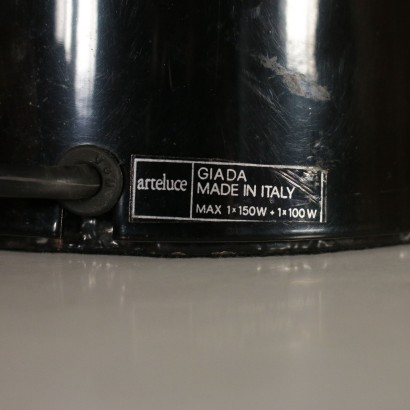 arteluce
GIADA
MADE IN ITALY
MAX 1×150W + 1×100W